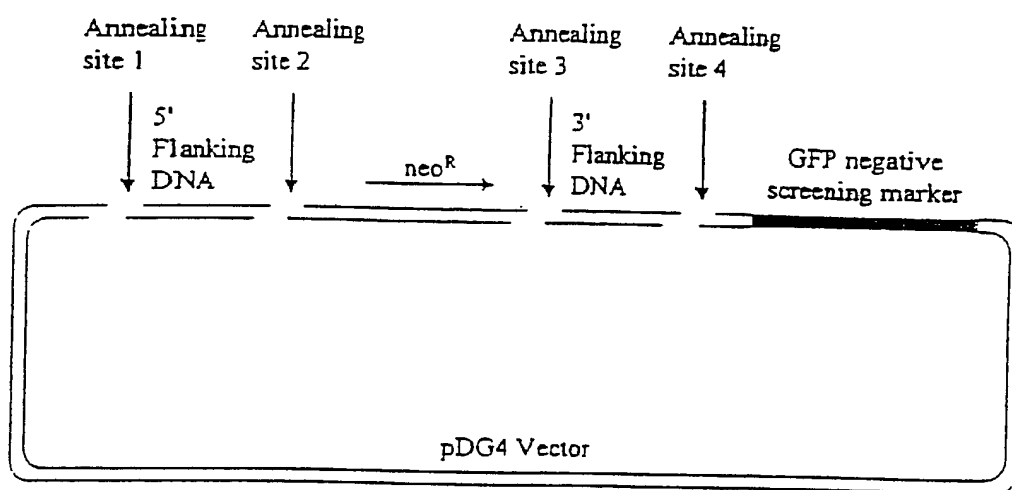 Annealing
site 1
Annealing
site 2
Annealing
site 3
Annealing
site 4
5'
Flanking
DNA
neoR
3'
Flanking
DNA
GFP negative
screening marker
pDG4 Vector